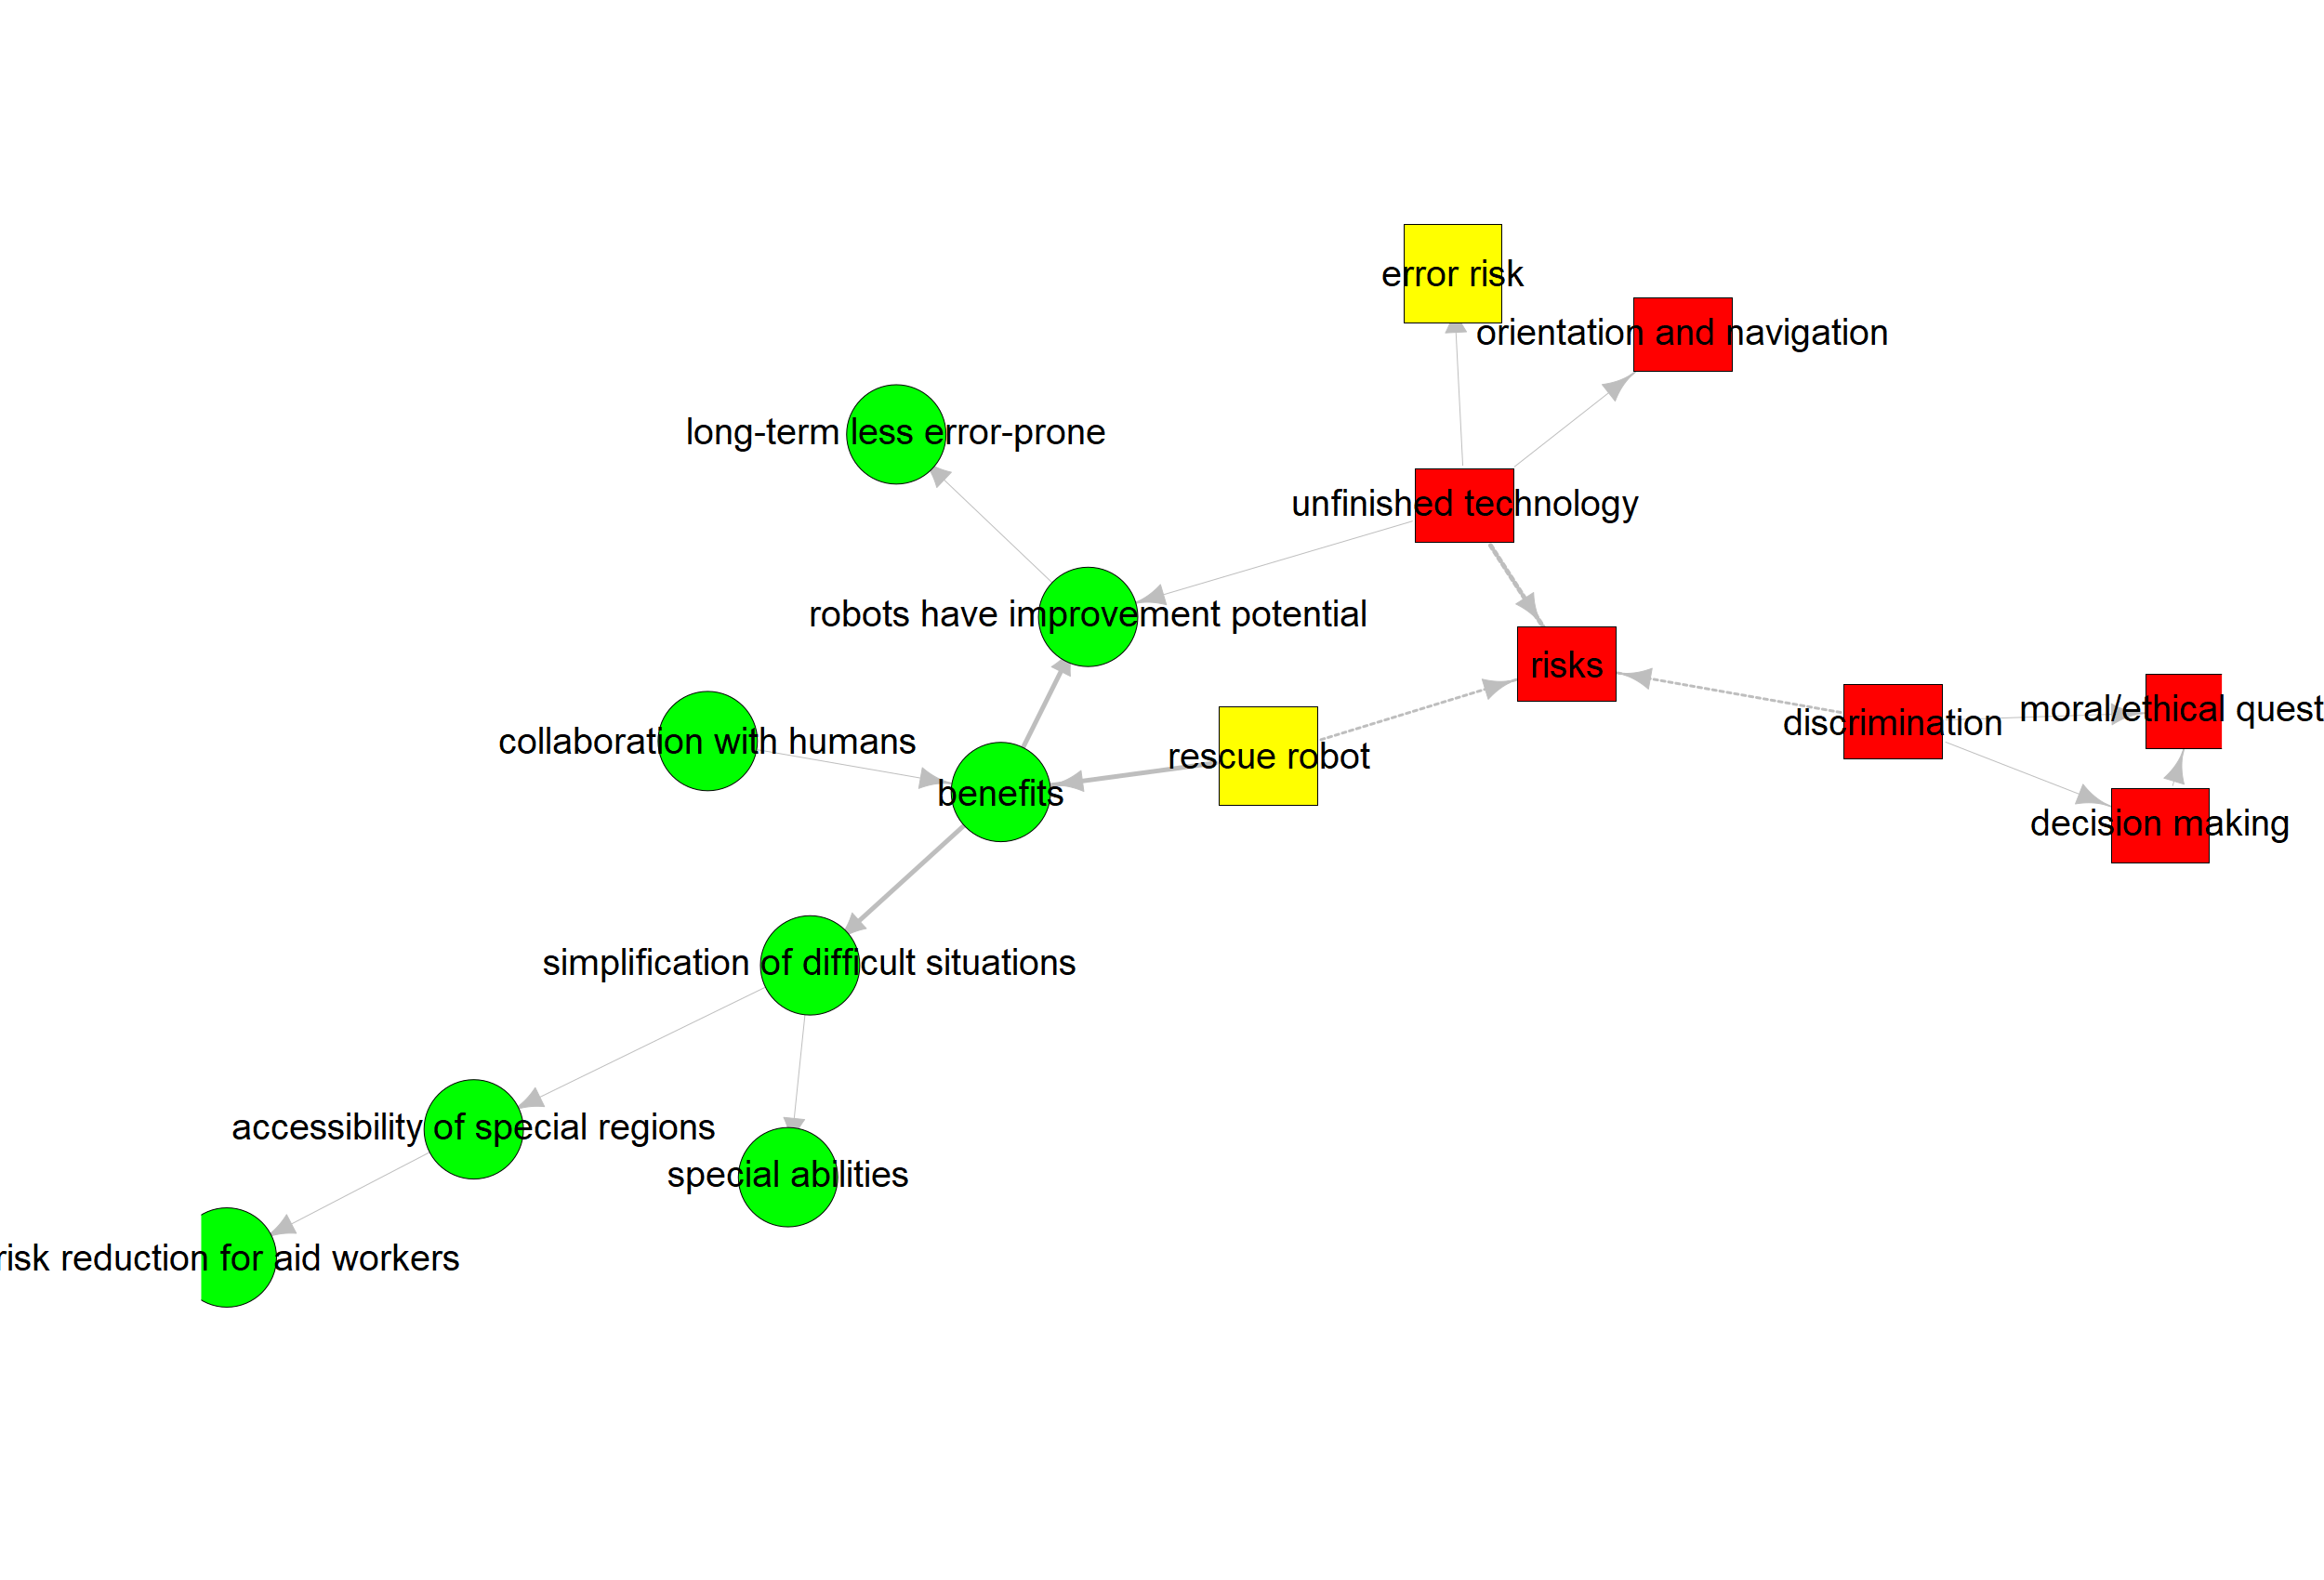 error risk
orientation and navigation
long-term less error-prone
unfinished technology
robots have improvement potential
risks
moral/ethical quest
discrimination
collaboration with humans
rescue robot
benefits
decision making
simplification of difficult situations
accessibility of special regions
special abilities
risk reduction for aid workers